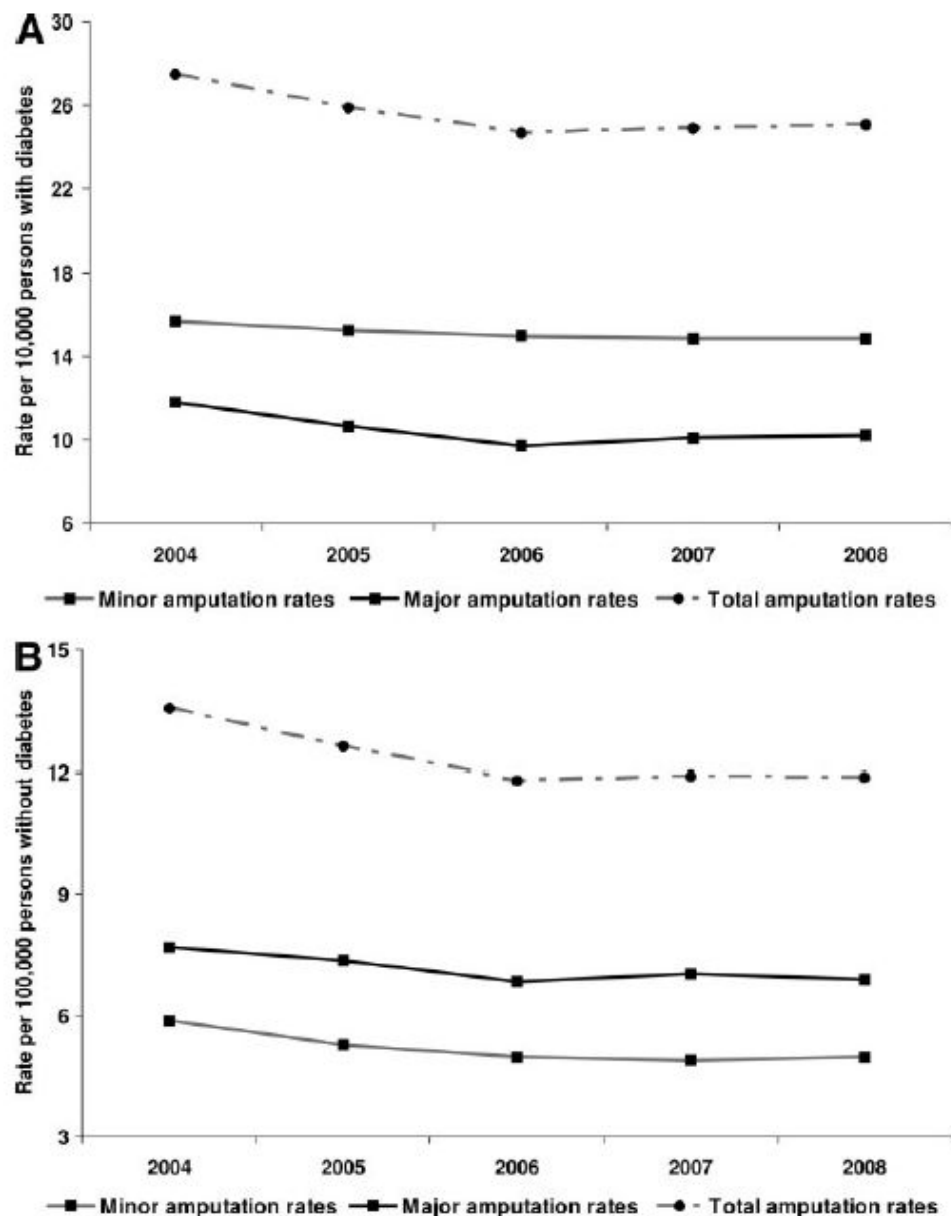 A
Rate per 10,000 persons with diabetes
30
26
22
18
14
10
6
2004 2005 2006 2007 2008
Minor amputation rates Major amputation rates Total amputation rates
B
Rate per 100,000 persons without diabetes
15
12
9
6
3
2004 2005 2006 2007 2008
Minor amputation rates Major amputation rates Total amputation rates